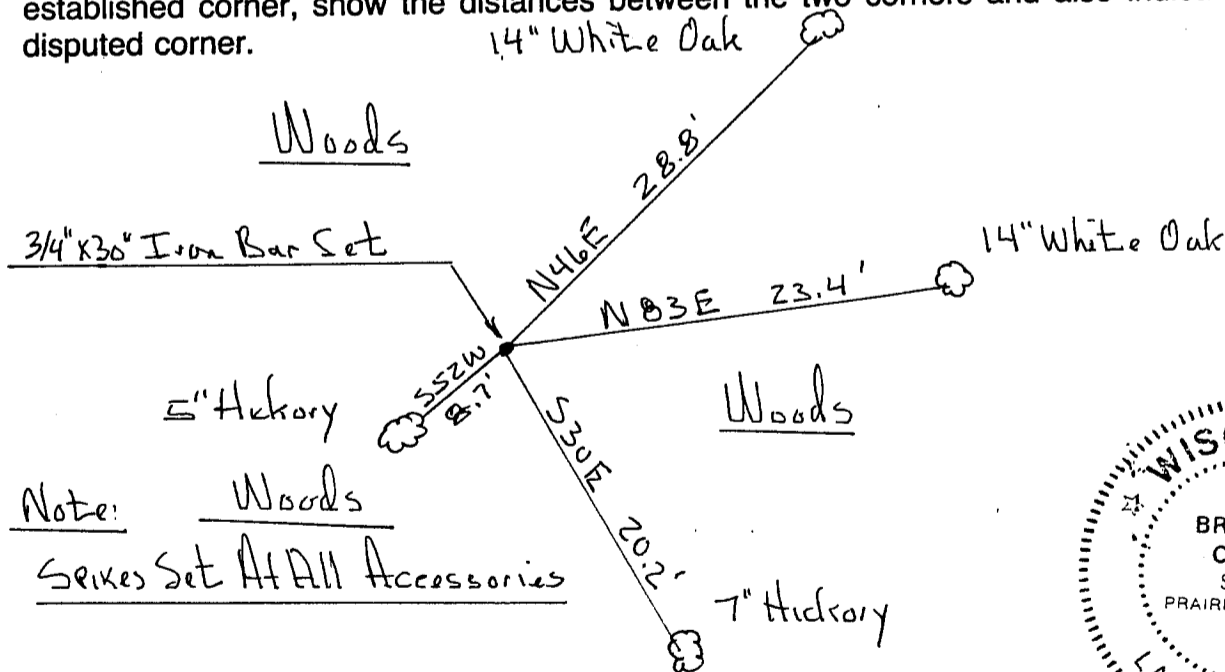 established corner, show the distances between the two corners and also
disputed corner.
14" White Oak
Woods
28.8'
3/4"x30" Iron Bar Set
N46E
14" White Oak
N83E 23.4'
S52W
8.7'
5" Hickory
S30E
Woods
20.2'
Note:
Woods
Spikes Set At All Accessories
7" Hickory
WIS
BR
PRAIRI